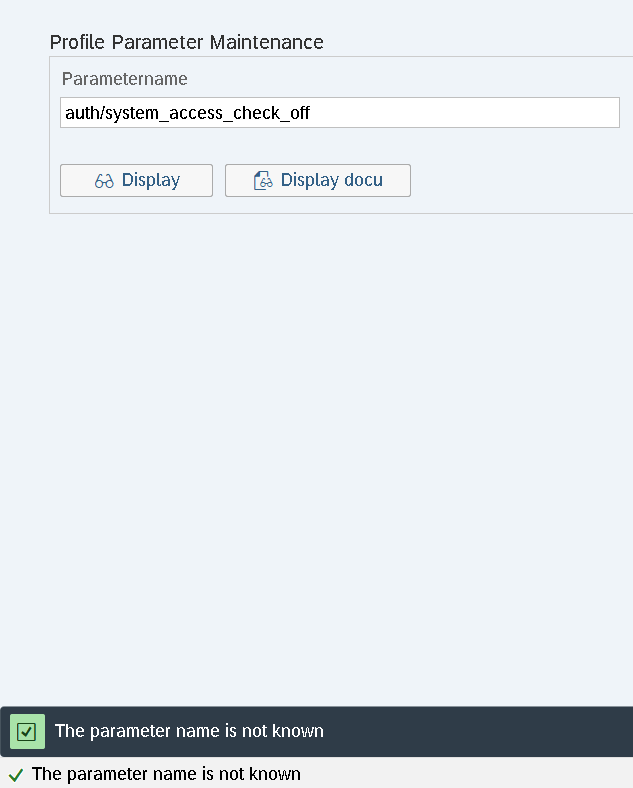 Profile Parameter Maintenance
Parametername
auth/system_access_check_off
Display
Display docu
The parameter name is not known
The parameter name is not known